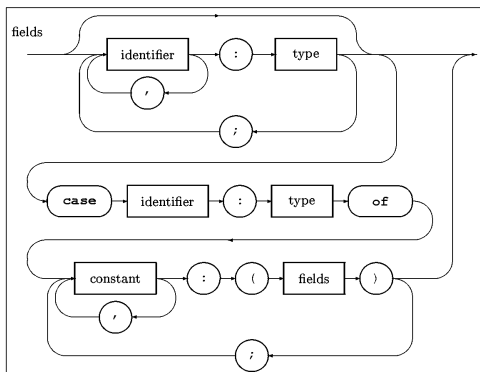 fields
identifier : type
,
;
case identifier : type of
constant : ( fields )
,
;